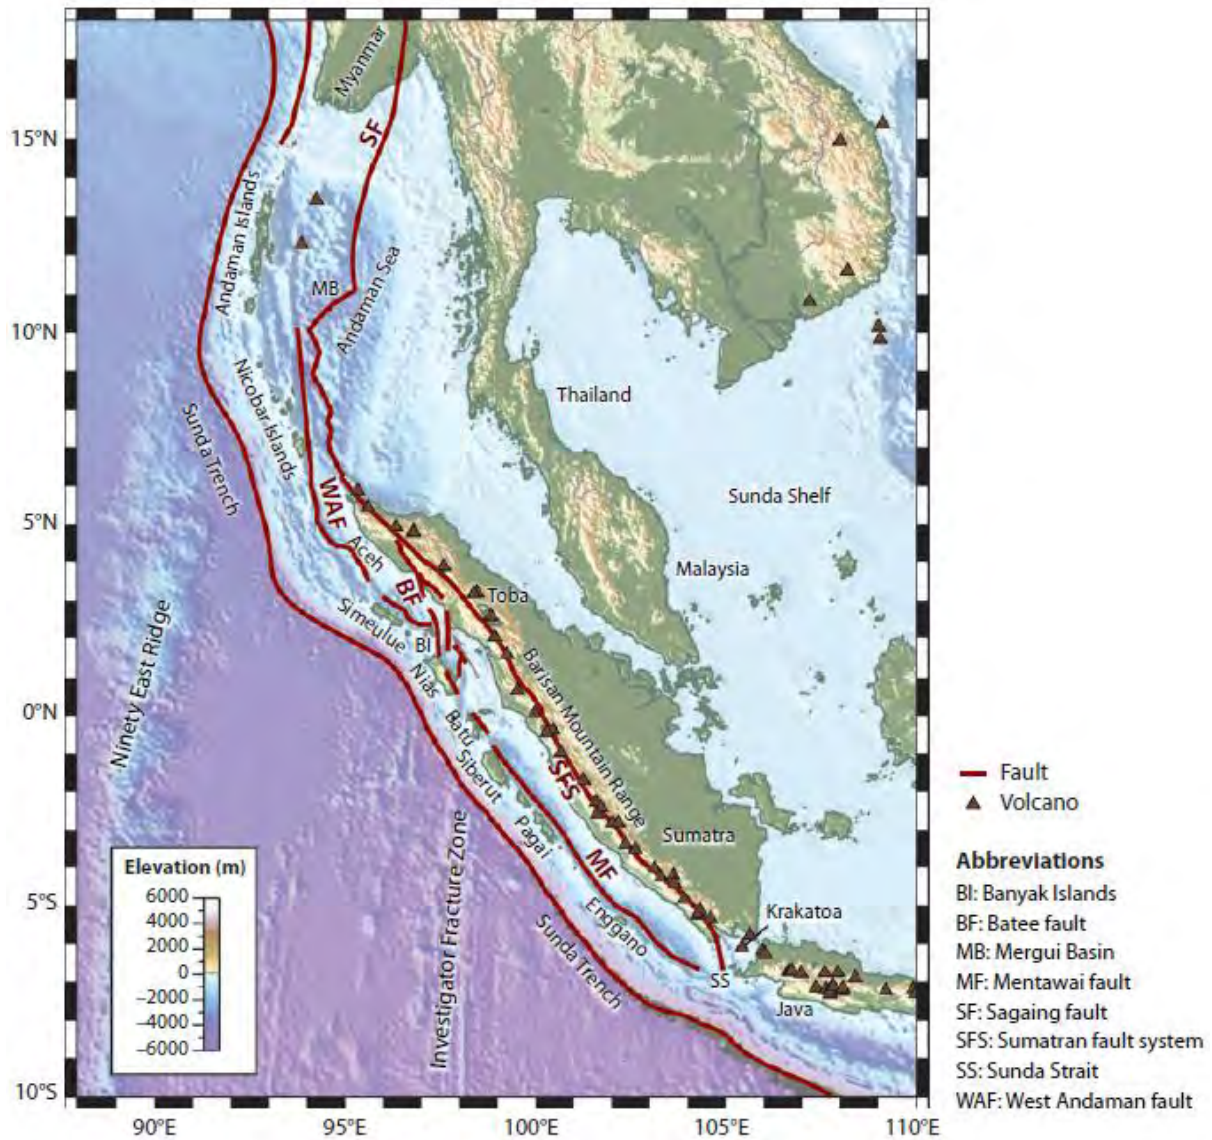 Myanmar
SF
15°N
Andaman Islands
MB
Andaman Sea
10°N
Nicobar Islands
Thailand
Sunda Trench
Sunda Shelf
WAF
5°N
Aceh
Malaysia
BF
Toba
Simeulue
BI
Barisan Mountain Range
Nias
Ninety East Ridge
0°N
Batu
SFS
Siberut
Fault
Volcano
Pagai
Sumatra
MF
Investigator Fracture Zone
Elevation (m)
6000
4000
2000
0
−2000
−4000
−6000
5°S
Enggano
Krakatoa
Sunda Trench
SS
Java
Abbreviations
BI: Banyak Islands
BF: Batee fault
MB: Mergui Basin
MF: Mentawai fault
SF: Sagaing fault
SFS: Sumatran fault system
SS: Sunda Strait
WAF: West Andaman fault
10°S
90°E
95°E
100°E
105°E
110°E